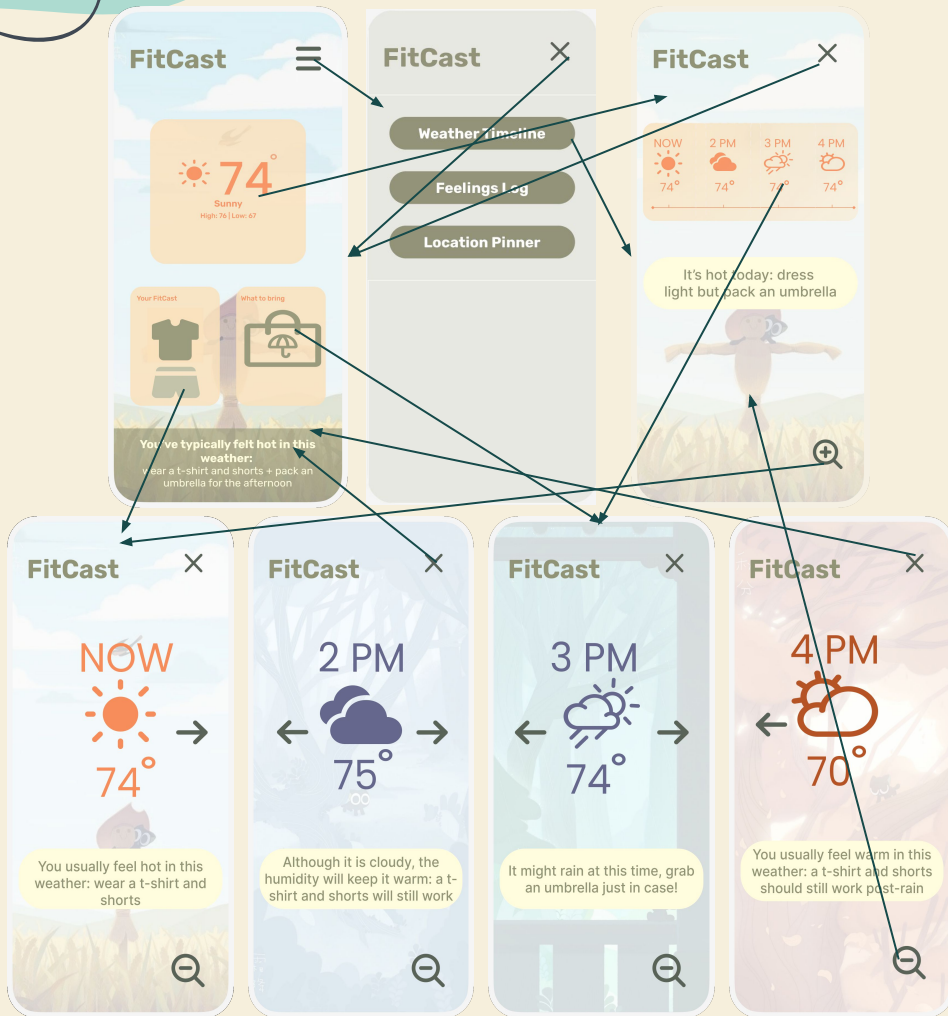 FitCast
74°
Sunny
High: 76 | Low: 67
Your FitCast
What to bring
You've typically felt hot in this
weather:
wear a t-shirt and shorts + pack an
umbrella for the afternoon
FitCast
Weather Timeline
Feelings Log
Location Pinner
FitCast
NOW 2 PM 3 PM 4 PM
74° 74° 74° 74°
It's hot today: dress
light but pack an umbrella
FitCast
NOW
74°
You usually feel hot in this
weather: wear a t-shirt and
shorts
FitCast
2 PM
75°
Although it is cloudy, the
humidity will keep it warm: a t-
shirt and shorts will still work
FitCast
3 PM
74°
It might rain at this time, grab
an umbrella just in case!
FitCast
4 PM
70°
You usually feel warm in this
weather: a t-shirt and shorts
should still work post-rain